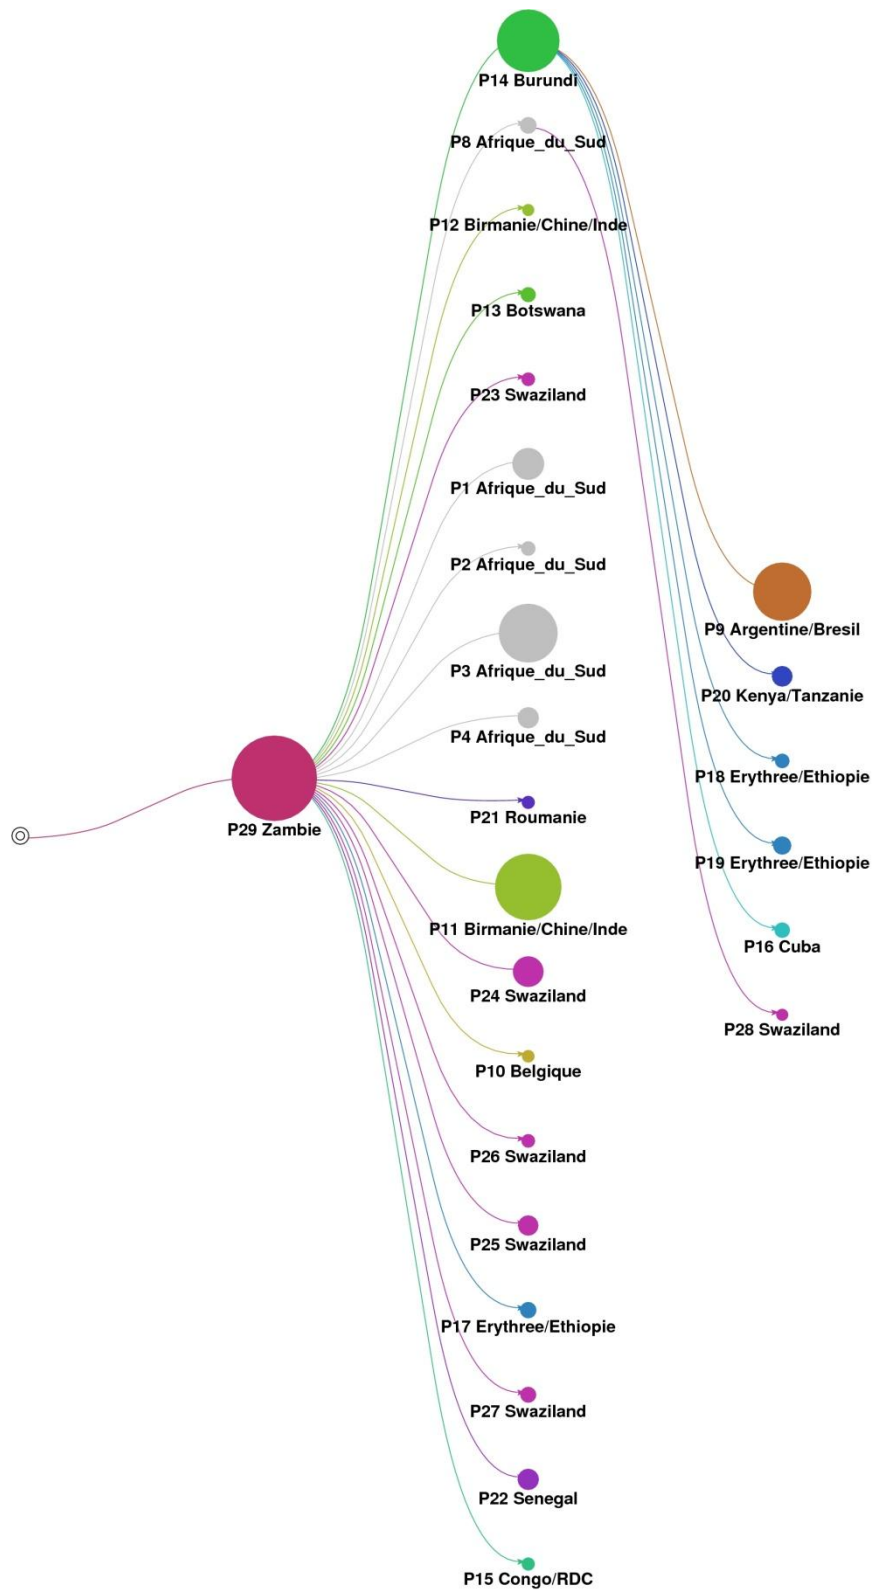 P14 Burundi
P8 Afrique_du_Sud
P12 Birmanie/Chine/Inde
P13 Botswana
P23 Swaziland
P1 Afrique_du_Sud
P2 Afrique_du_Sud
P3 Afrique_du_Sud
P4 Afrique_du_Sud
P29 Zambie
P21 Roumanie
P11 Birmanie/Chine/Inde
P24 Swaziland
P10 Belgique
P26 Swaziland
P25 Swaziland
P17 Erythree/Ethiopie
P27 Swaziland
P22 Senegal
P15 Congo/RDC
P9 Argentine/Bresil
P20 Kenya/Tanzanie
P18 Erythree/Ethiopie
P19 Erythree/Ethiopie
P16 Cuba
P28 Swaziland